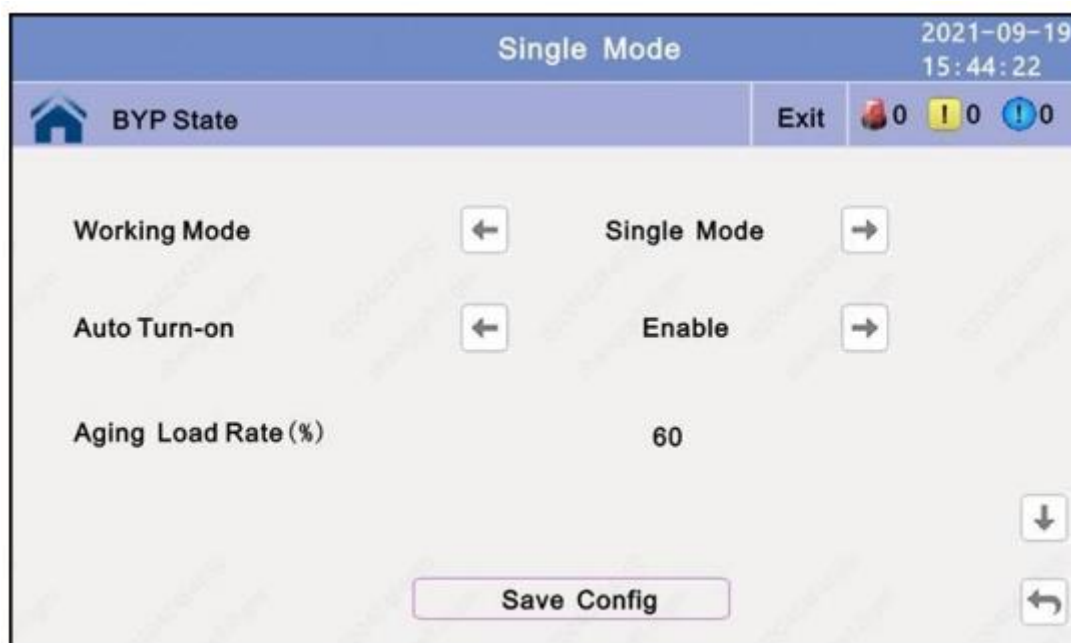 Single Mode
2021-09-19
15:44:22
BYP State Exit 0 ! 0 ! 0
Working Mode Single Mode
Auto Turn-on Enable
Aging Load Rate(%) 60
Save Config